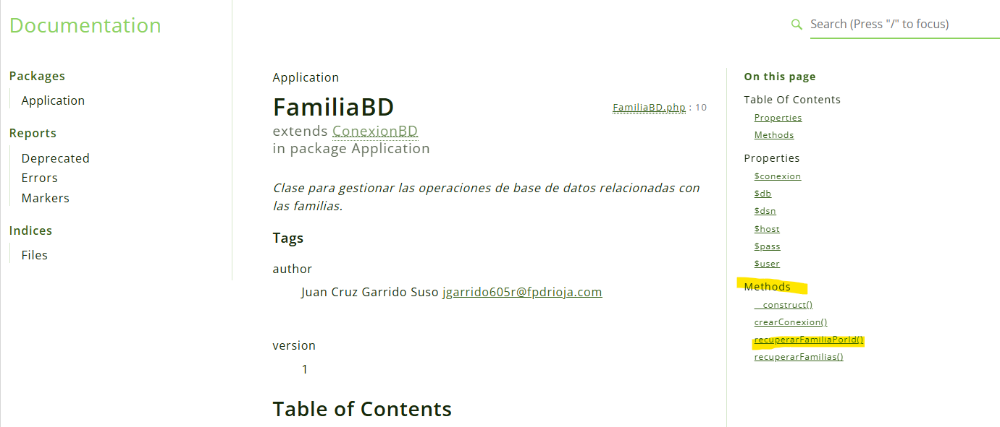 Documentation
Search (Press "/" to focus)
Packages
Application
Reports
Deprecated
Errors
Markers
Indices
Files
Application
FamiliaBD
FamiliaBD.php : 10
extends ConexionBD
in package Application
Clase para gestionar las operaciones de base de datos relacionadas con
las familias.
Tags
author
Juan Cruz Garrido Suso jgarrido605r@fpdrioja.com
version
1
Table of Contents
On this page
Table Of Contents
Properties
Methods
Properties
$conexion
$db
$dsn
$host
$pass
$user
Methods
__construct()
crearConexion()
recuperarFamiliaPorId()
recuperarFamilias()